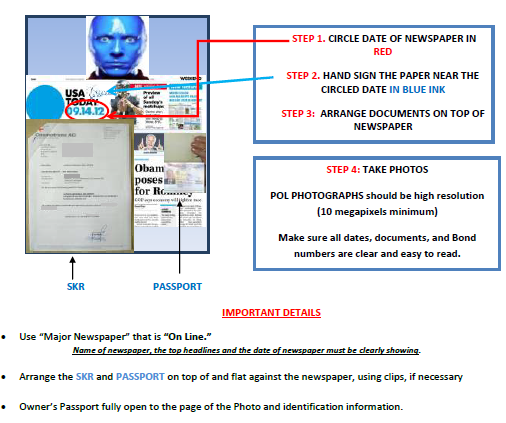 STEP 1. CIRCLE DATE OF NEWSPAPER IN
RED
STEP 2. HAND SIGN THE PAPER NEAR THE
CIRCLED DATE IN BLUE INK
STEP 3: ARRANGE DOCUMENTS ON TOP OF
NEWSPAPER
USA
TODAY
09.14.12
Preview
of all
Sunday's
matchups
Obam
poses
for Romney
STEP 4: TAKE PHOTOS
POL PHOTOGRAPHS should be high resolution
(10 megapixels minimum)
Make sure all dates, documents, and Bond
numbers are clear and easy to read.
SKR
PASSPORT
IMPORTANT DETAILS
• Use "Major Newspaper" that is "On Line."
Name of newspaper, the top headlines and the date of newspaper must be clearly showing.
• Arrange the SKR and PASSPORT on top of and flat against the newspaper, using clips, if necessary
• Owner's Passport fully open to the page of the Photo and identification information.